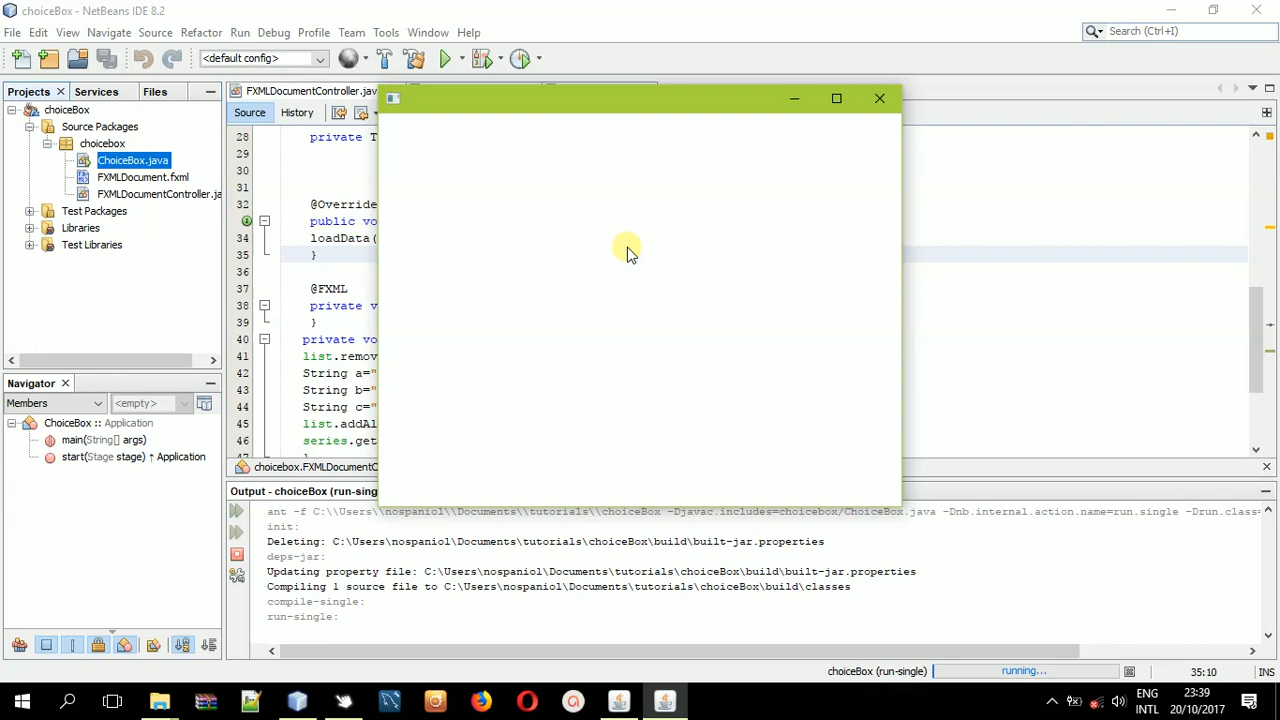 choiceBox - NetBeans IDE 8.2
File Edit View Navigate Source Refactor Run Debug Profile Team Tools Window Help
Search (Ctrl+I)
<default config>
Projects Services Files
FXMLDocumentController.jav
Source History
choiceBox
Source Packages
choicebox
ChoiceBox.java
FXMLDocument.fxml
FXMLDocumentController.ja
Test Packages
Libraries
Test Libraries
28 private T
29
30
31
32 @Override
public vo
34 loadData(
35 }
36
37 @FXML
38 private v
39 }
40 private vo
41 list.remov
42 String a="
43 String b="
44 String c="
45 list.addAl
46 series.get
choicebox.FXMLDocumentC
Navigator
Members <empty>
ChoiceBox :: Application
main(String[] args)
start(Stage stage) ↑ Application
Output - choiceBox (run-sing
ant -f C:\\Users\\nospaniol\\Documents\\tutorials\\choiceBox -Djavac.includes=choicebox/ChoiceBox.java -Dnb.internal.action.name=run.single -Drun.class=
init:
Deleting: C:\Users\nospaniol\Documents\tutorials\choiceBox\build\built-jar.properties
deps-jar:
Updating property file: C:\Users\nospaniol\Documents\tutorials\choiceBox\build\built-jar.properties
Compiling 1 source file to C:\Users\nospaniol\Documents\tutorials\choiceBox\build\classes
compile-single:
run-single:
choiceBox (run-single) running... 35:10 INS
ENG 23:39
INTL 20/10/2017